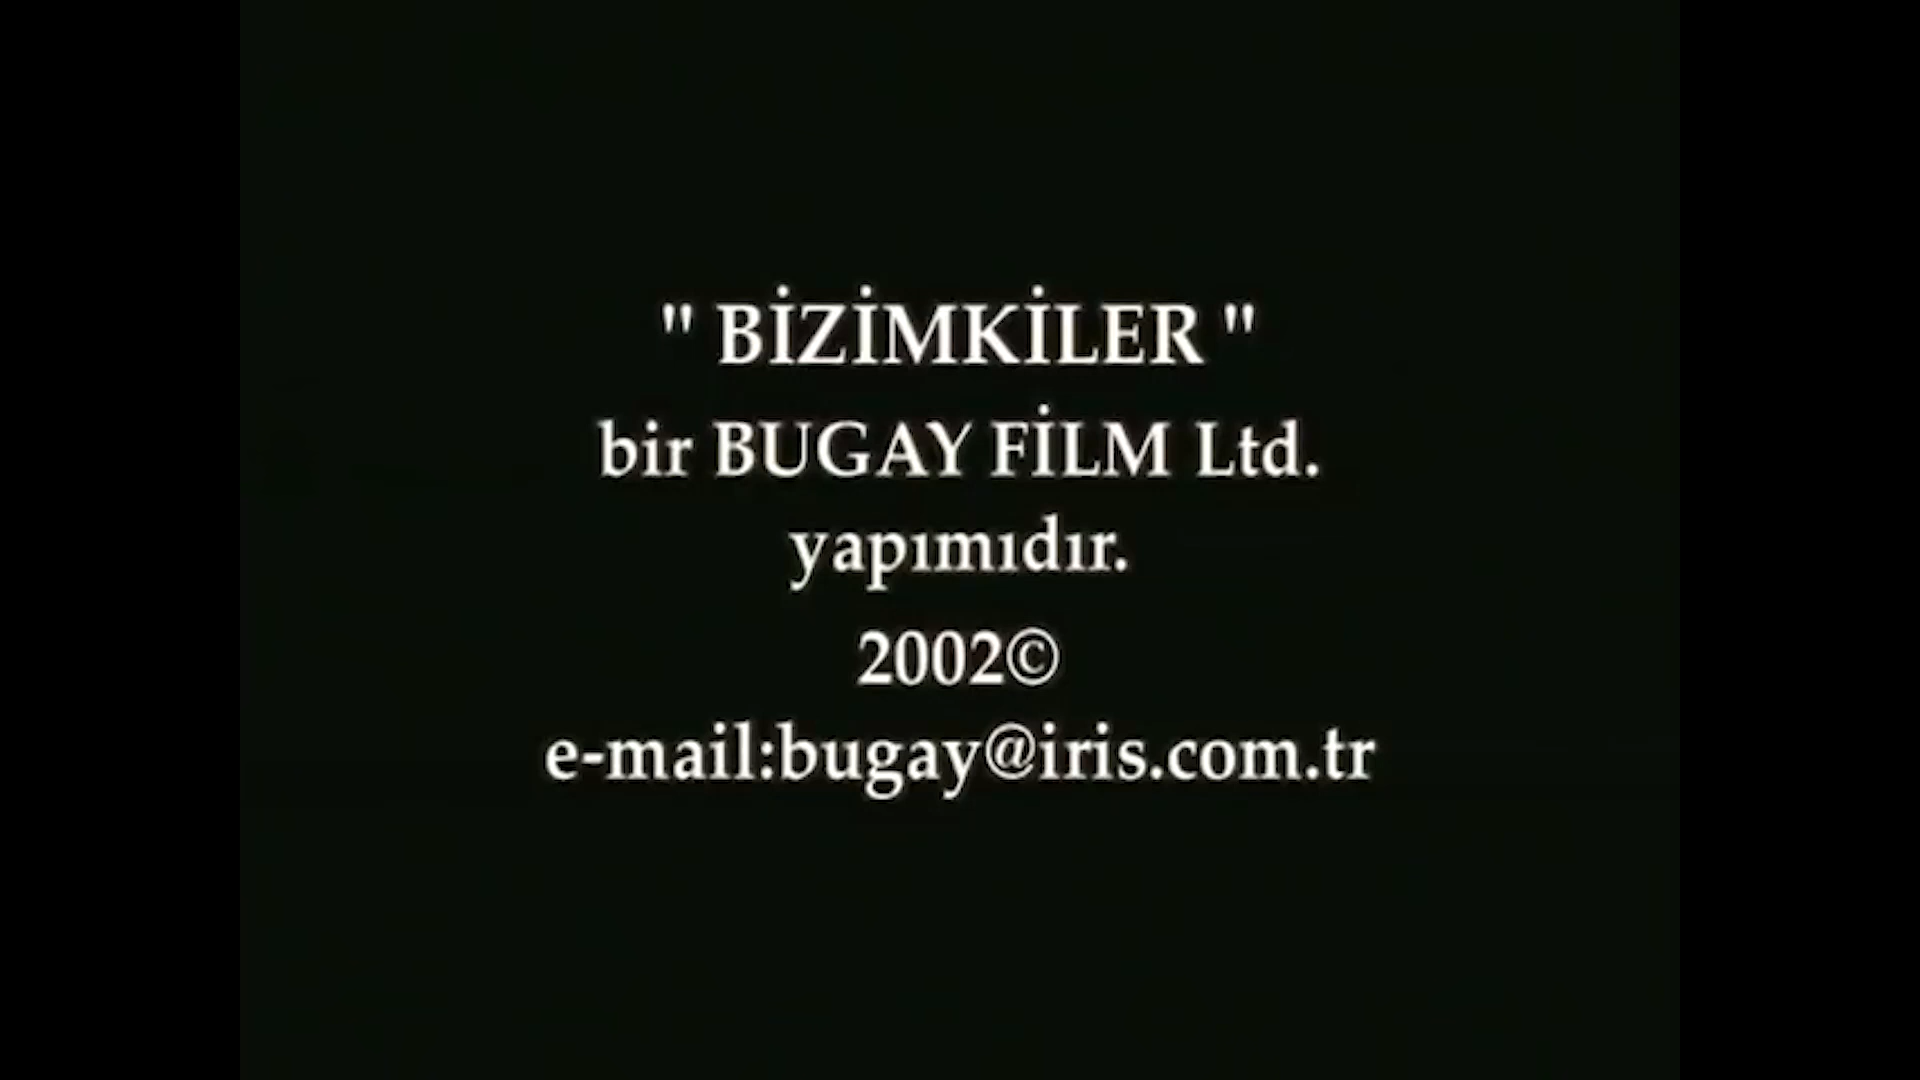 " BİZİMKİLER "
bir BUGAY FİLM Ltd.
yapımıdır.
2002©
e-mail:bugay@iris.com.tr